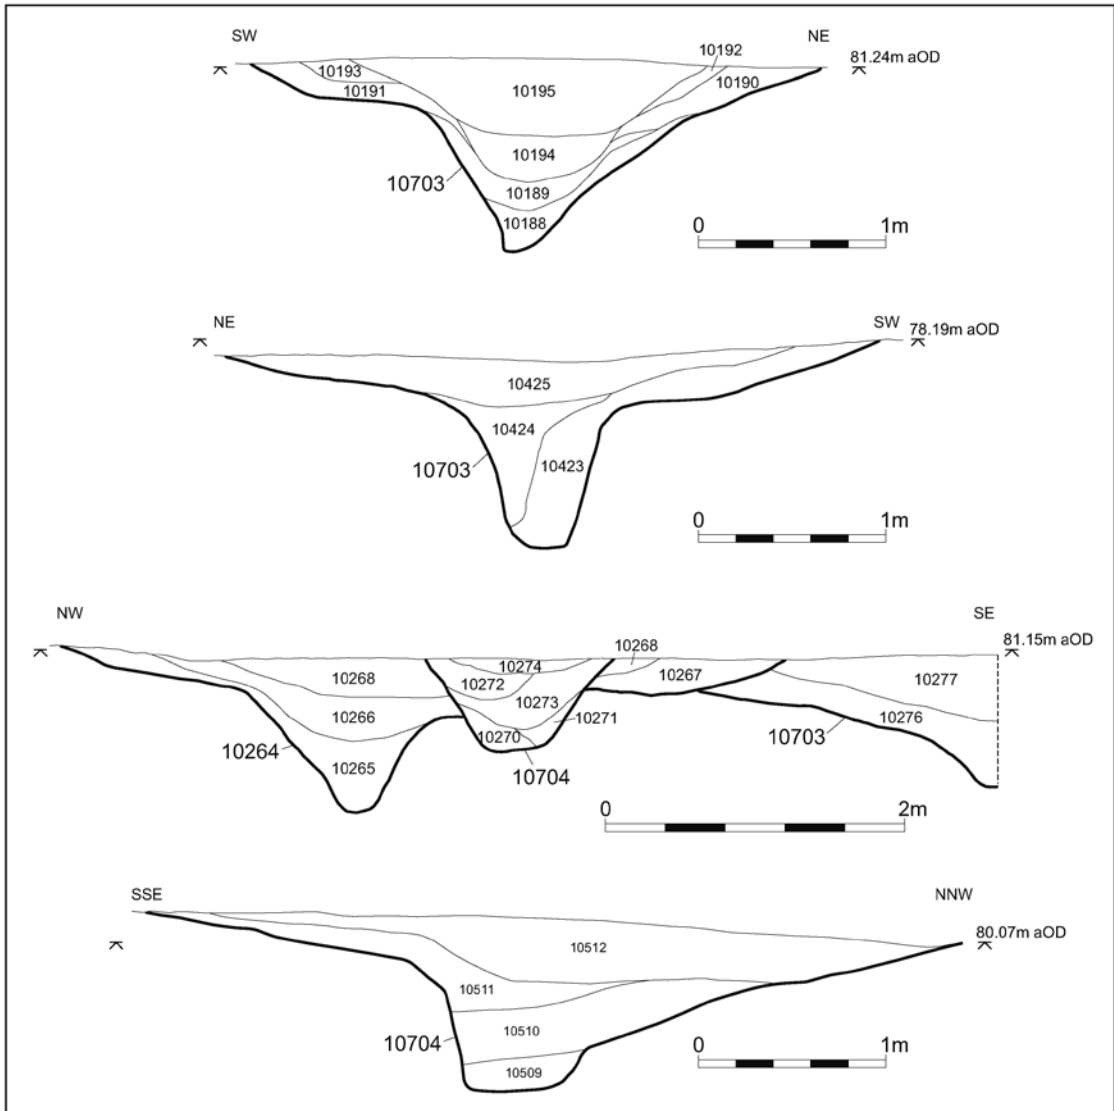 SW NE
81.24m aOD
10192
10193
10190
10191
10195
10194
10703
10189
10188
0 1m
NE SW
78.19m aOD
10425
10424
10703
10423
0 1m
NW SE
81.15m aOD
10268
10274
10268
10272
10267
10277
10273
10266
10271
10276
10270
10703
10264
10265
10704
0 2m
SSE NNW
80.07m aOD
10512
10511
10510
10704
10509
0 1m